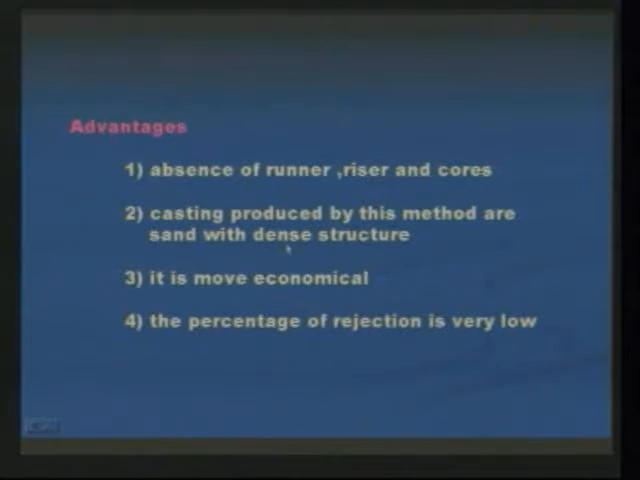 Advantages
1) absence of runner ,riser and cores
2) casting produced by this method are
sand with dense structure
3) it is move economical
4) the percentage of rejection is very low